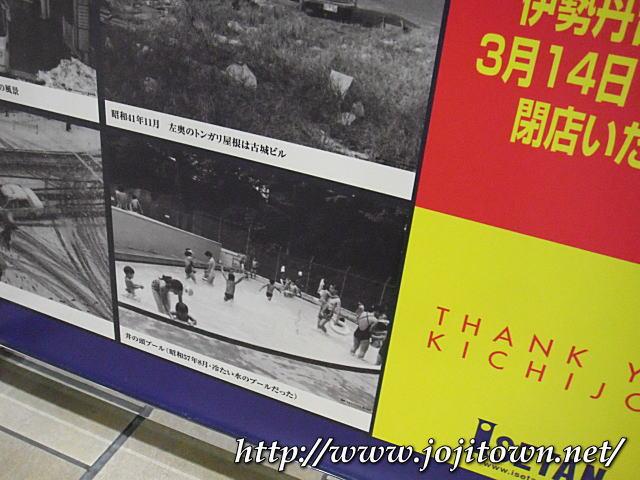 の風景
昭和41年11月 左奥のトンガリ屋根は古城ビル
井の頭プール(昭和57年8月・冷たい水のプールだった)
伊勢丹
3月14日
閉店いた
THANK Y
KICHIJO
ISETAN
http://www.jojitown.net/